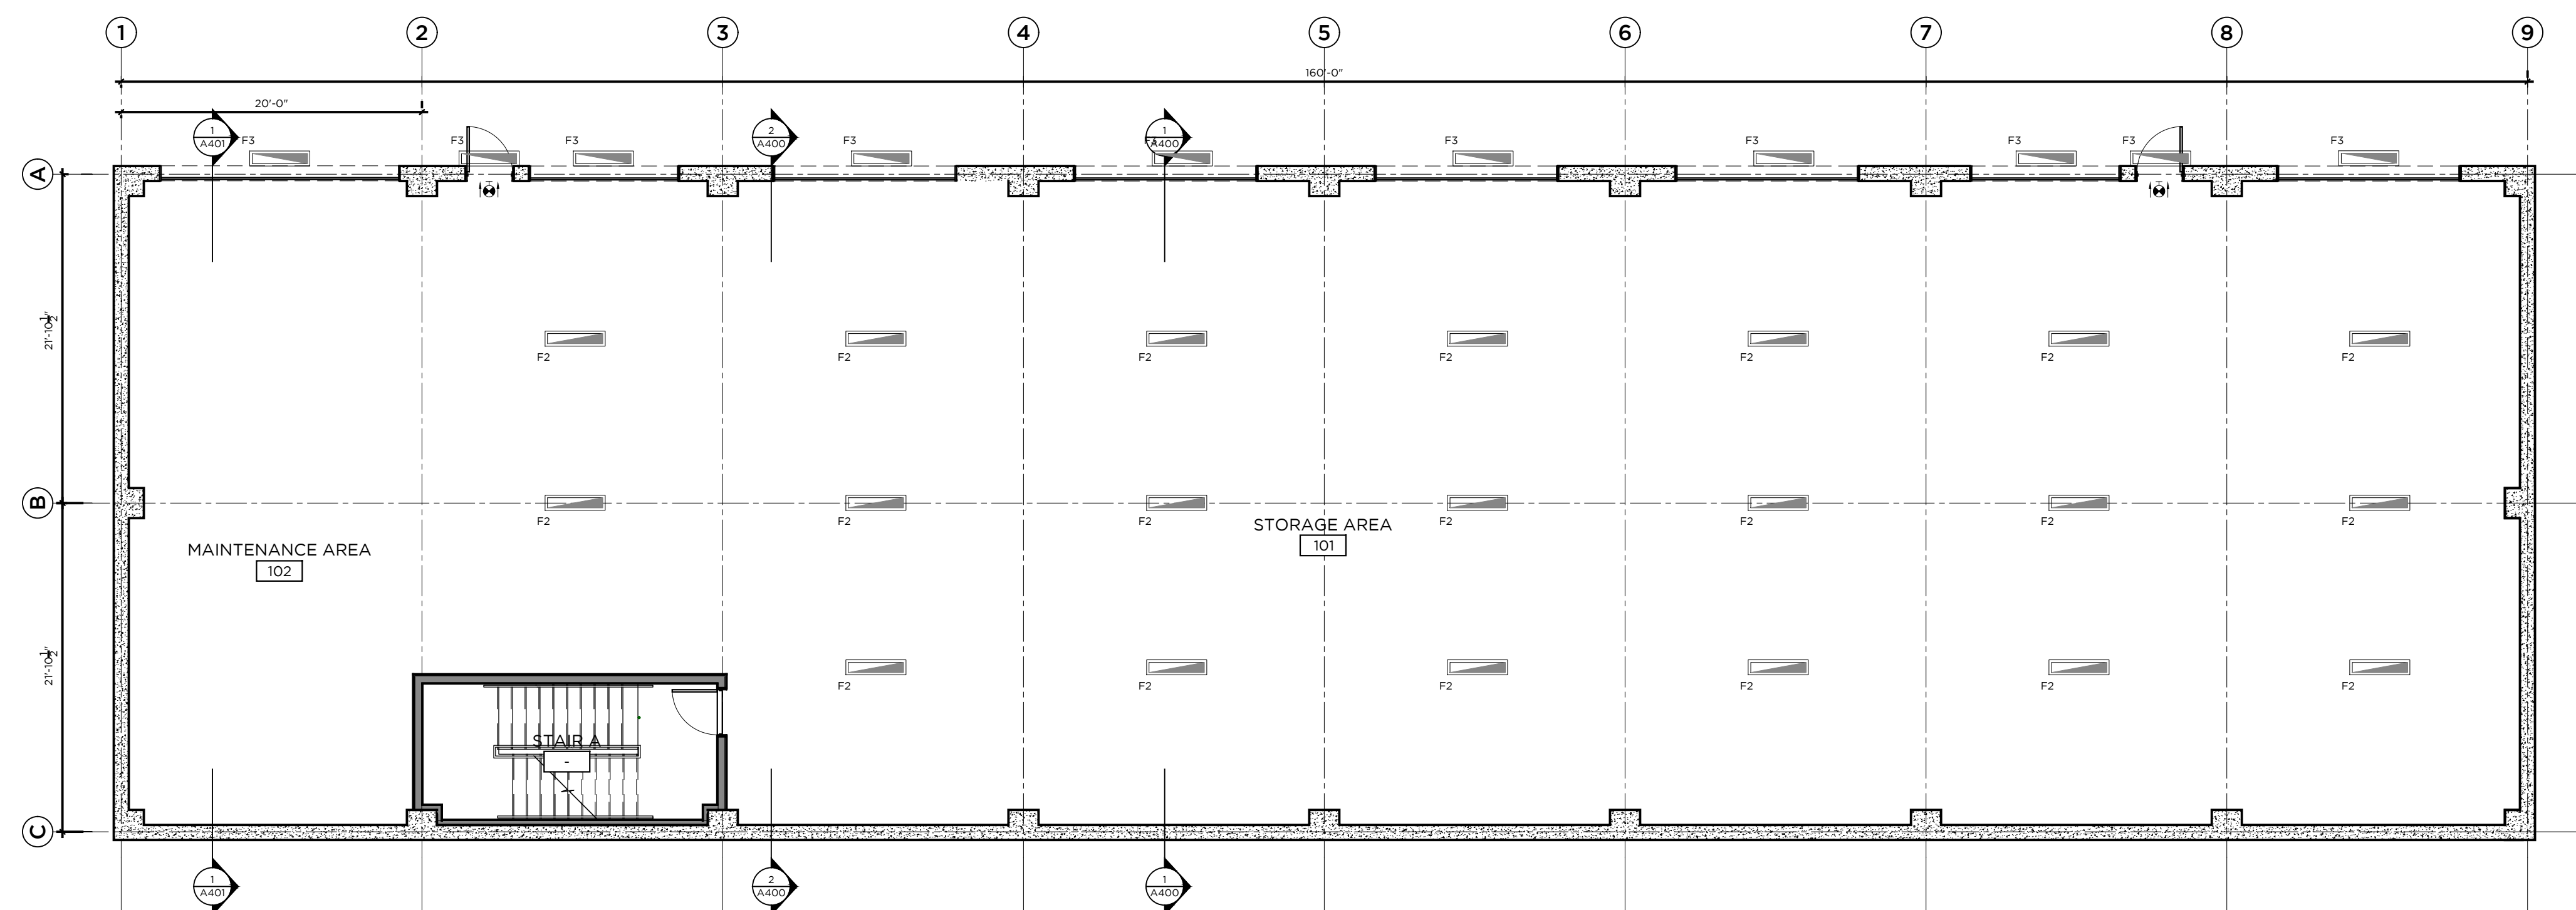 1 2 3 4 5 6 7 8 9
160'-0"
20'-0"
1 2 1
A401 A400 A400
F3 F3 F3 F3 F3 F3 F3 F3 F3 F3
A
21'-10½"
F2 F2 F2 F2 F2 F2 F2
B
F2 F2 F2 F2 F2 F2 F2
STORAGE AREA
101
MAINTENANCE AREA
102
21'-10½"
F2 F2 F2 F2 F2 F2
STAIR A
-
C
1 2 1
A401 A400 A400